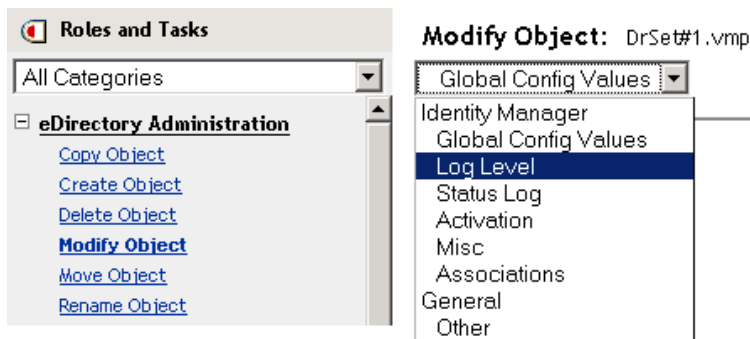 Roles and Tasks
All Categories
eDirectory Administration
Copy Object
Create Object
Delete Object
Modify Object
Move Object
Rename Object
Modify Object: DrSet#1.vmp
Global Config Values
Identity Manager
Global Config Values
Log Level
Status Log
Activation
Misc
Associations
General
Other